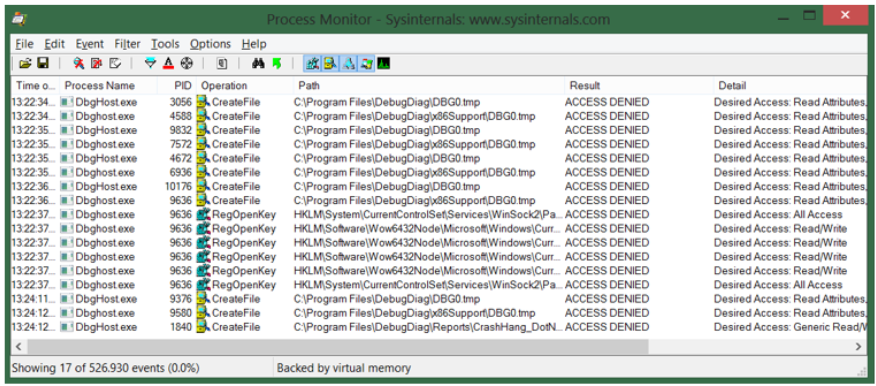 Process Monitor - Sysinternals: www.sysinternals.com
File Edit Event Filter Tools Options Help
Time o... Process Name PID Operation Path Result Detail
13:22:34... DbgHost.exe 3056 CreateFile C:\Program Files\DebugDiag\DBG0.tmp ACCESS DENIED Desired Access: Read Attributes,
13:22:34... DbgHost.exe 4588 CreateFile C:\Program Files\DebugDiag\x86Support\DBG0.tmp ACCESS DENIED Desired Access: Read Attributes,
13:22:35... DbgHost.exe 9832 CreateFile C:\Program Files\DebugDiag\DBG0.tmp ACCESS DENIED Desired Access: Read Attributes,
13:22:35... DbgHost.exe 7572 CreateFile C:\Program Files\DebugDiag\x86Support\DBG0.tmp ACCESS DENIED Desired Access: Read Attributes,
13:22:35... DbgHost.exe 4672 CreateFile C:\Program Files\DebugDiag\DBG0.tmp ACCESS DENIED Desired Access: Read Attributes,
13:22:35... DbgHost.exe 6936 CreateFile C:\Program Files\DebugDiag\x86Support\DBG0.tmp ACCESS DENIED Desired Access: Read Attributes,
13:22:36... DbgHost.exe 10176 CreateFile C:\Program Files\DebugDiag\DBG0.tmp ACCESS DENIED Desired Access: Read Attributes,
13:22:36... DbgHost.exe 9636 CreateFile C:\Program Files\DebugDiag\x86Support\DBG0.tmp ACCESS DENIED Desired Access: Read Attributes,
13:22:37... DbgHost.exe 9636 RegOpenKey HKLM\System\CurrentControlSet\Services\WinSock2\Pa... ACCESS DENIED Desired Access: All Access
13:22:37... DbgHost.exe 9636 RegOpenKey HKLM\Software\Wow6432Node\Microsoft\Windows\Curr... ACCESS DENIED Desired Access: Read/Write
13:22:37... DbgHost.exe 9636 RegOpenKey HKLM\Software\Wow6432Node\Microsoft\Windows\Curr... ACCESS DENIED Desired Access: Read/Write
13:22:37... DbgHost.exe 9636 RegOpenKey HKLM\Software\Wow6432Node\Microsoft\Windows\Curr... ACCESS DENIED Desired Access: Read/Write
13:22:37... DbgHost.exe 9636 RegOpenKey HKLM\Software\Wow6432Node\Microsoft\Windows\Curr... ACCESS DENIED Desired Access: Read/Write
13:22:37... DbgHost.exe 9636 RegOpenKey HKLM\System\CurrentControlSet\Services\WinSock2\Pa... ACCESS DENIED Desired Access: All Access
13:24:11... DbgHost.exe 9376 CreateFile C:\Program Files\DebugDiag\DBG0.tmp ACCESS DENIED Desired Access: Read Attributes,
13:24:12... DbgHost.exe 9580 CreateFile C:\Program Files\DebugDiag\x86Support\DBG0.tmp ACCESS DENIED Desired Access: Read Attributes,
13:24:12... DbgHost.exe 1840 CreateFile C:\Program Files\DebugDiag\Reports\CrashHang_DotN... ACCESS DENIED Desired Access: Generic Read/W
Showing 17 of 526.930 events (0.0%) Backed by virtual memory